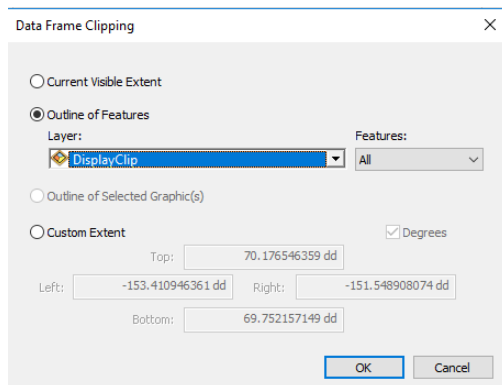 Data Frame Clipping
Current Visible Extent
Outline of Features
Layer: Features:
DisplayClip All
Outline of Selected Graphic(s)
Custom Extent Degrees
Top: 70.176546359 dd
Left: -153.410946361 dd Right: -151.548908074 dd
Bottom: 69.752157149 dd
OK Cancel